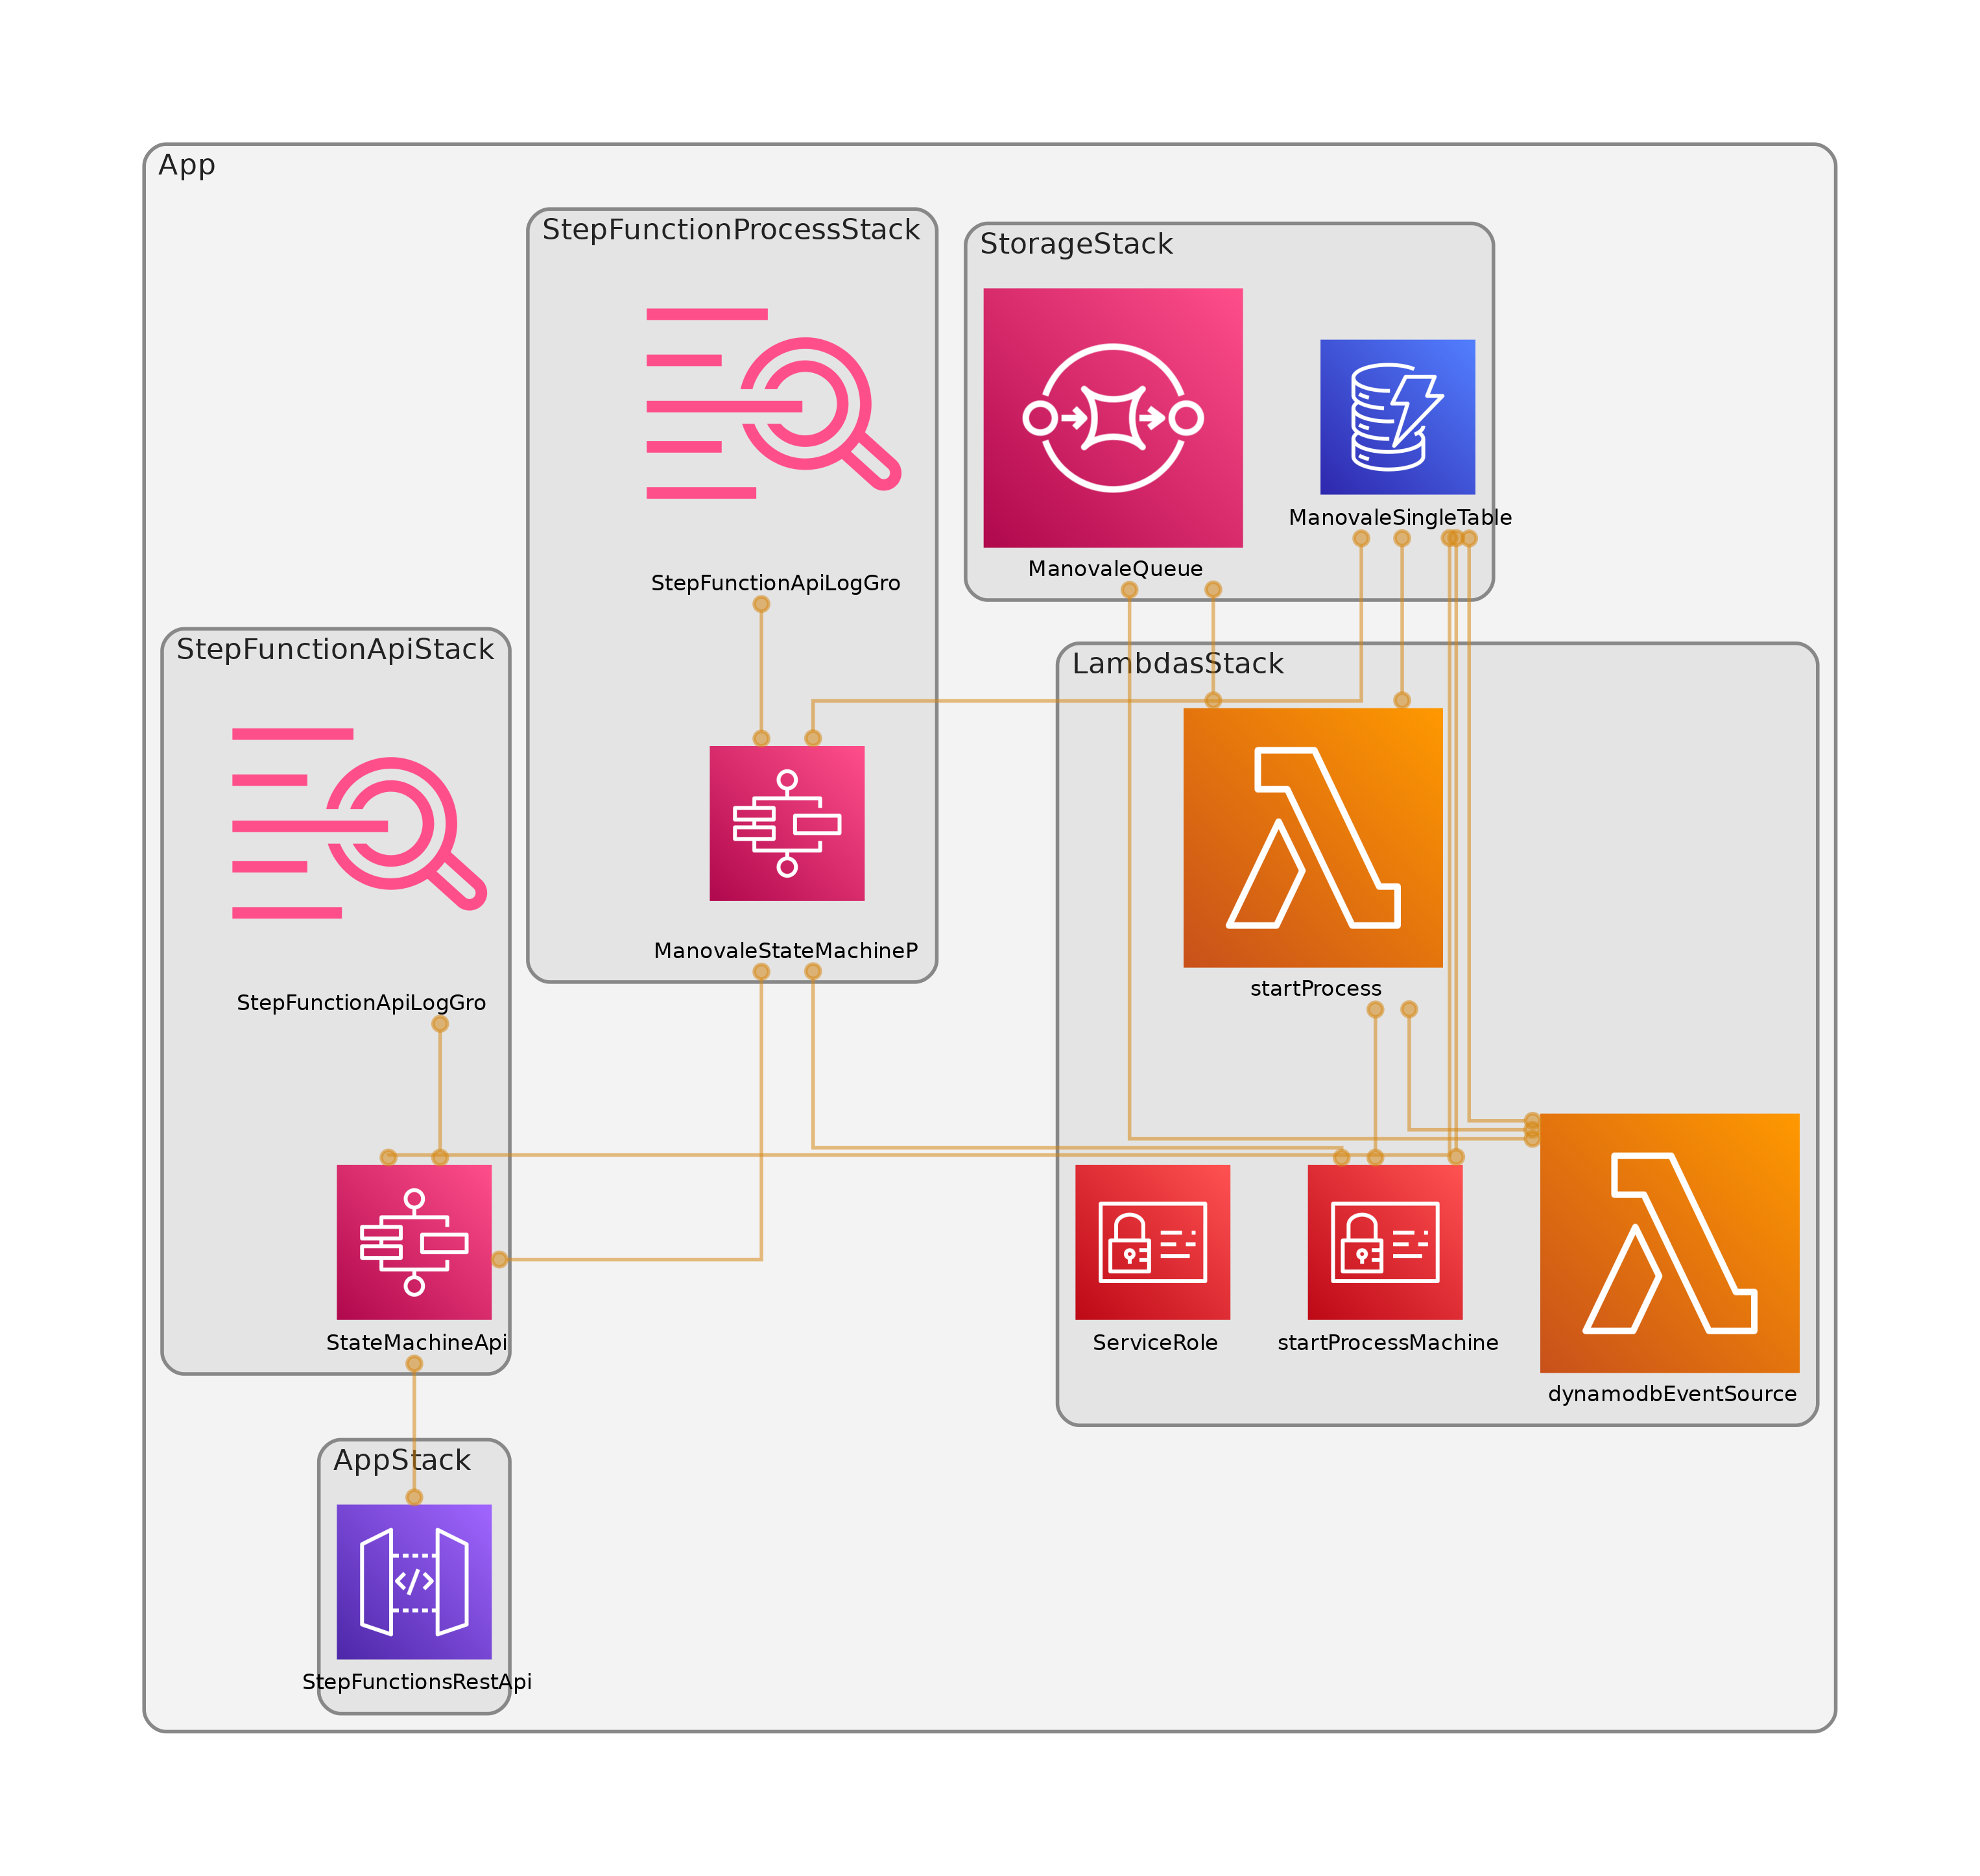 App
StepFunctionProcessStack
StorageStack
ManovaleSingleTable
ManovaleQueue
StepFunctionApiLogGro
StepFunctionApiStack
LambdasStack
ManovaleStateMachineP
startProcess
StepFunctionApiLogGro
StateMachineApi
ServiceRole
startProcessMachine
dynamodbEventSource
AppStack
</>
StepFunctionsRestApi